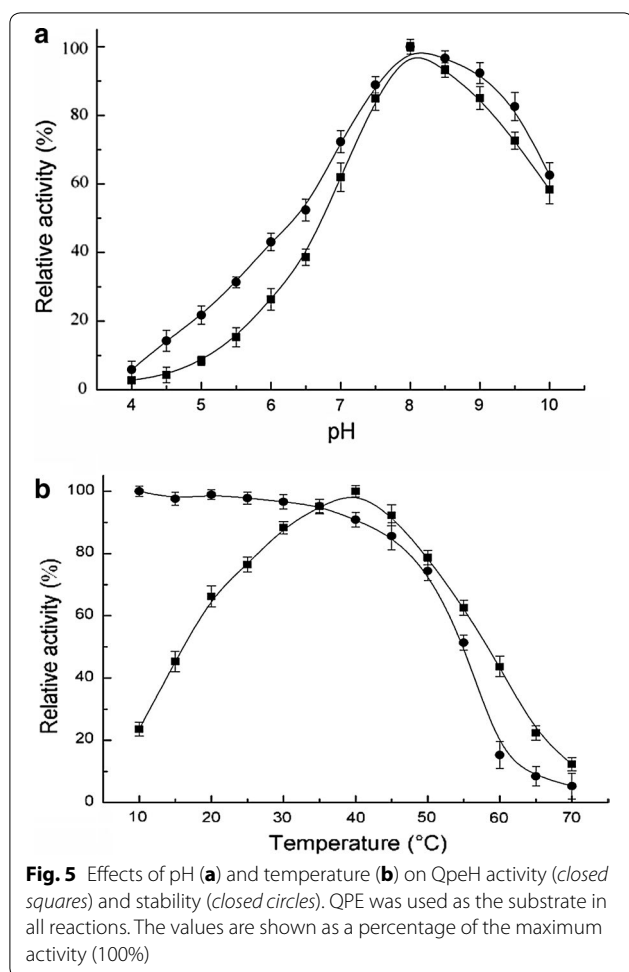 a
100
80
60
40
20
0
Relative activity (%)
4 5 6 7 8 9 10
pH
b
100
80
60
40
20
0
Relative activity (%)
10 20 30 40 50 60 70
Temperature (°C)
Fig. 5 Effects of pH (a) and temperature (b) on QpeH activity (closed
squares) and stability (closed circles). QPE was used as the substrate in
all reactions. The values are shown as a percentage of the maximum
activity (100%)